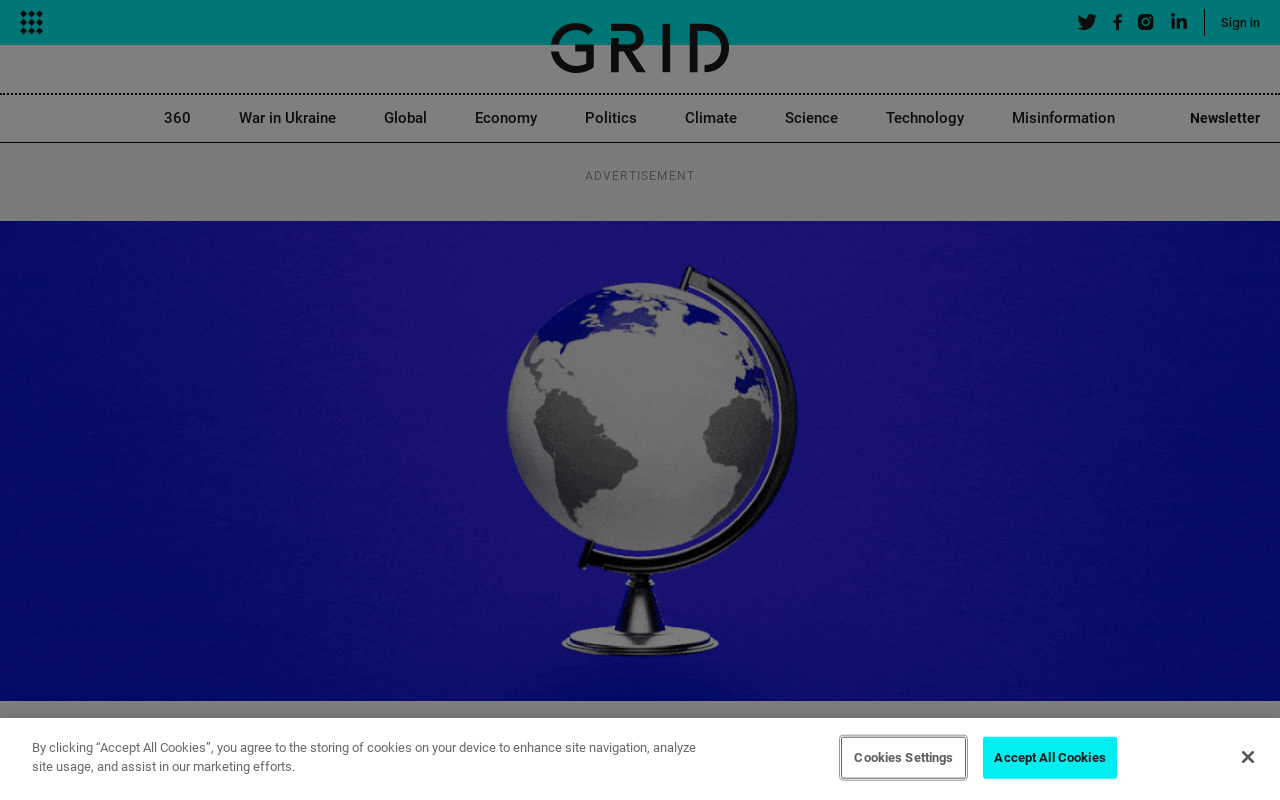 Sign in
GRID
360 War in Ukraine Global Economy Politics Climate Science Technology Misinformation Newsletter
ADVERTISEMENT
By clicking “Accept All Cookies”, you agree to the storing of cookies on your device to enhance site navigation, analyze
site usage, and assist in our marketing efforts.
Cookies Settings
Accept All Cookies